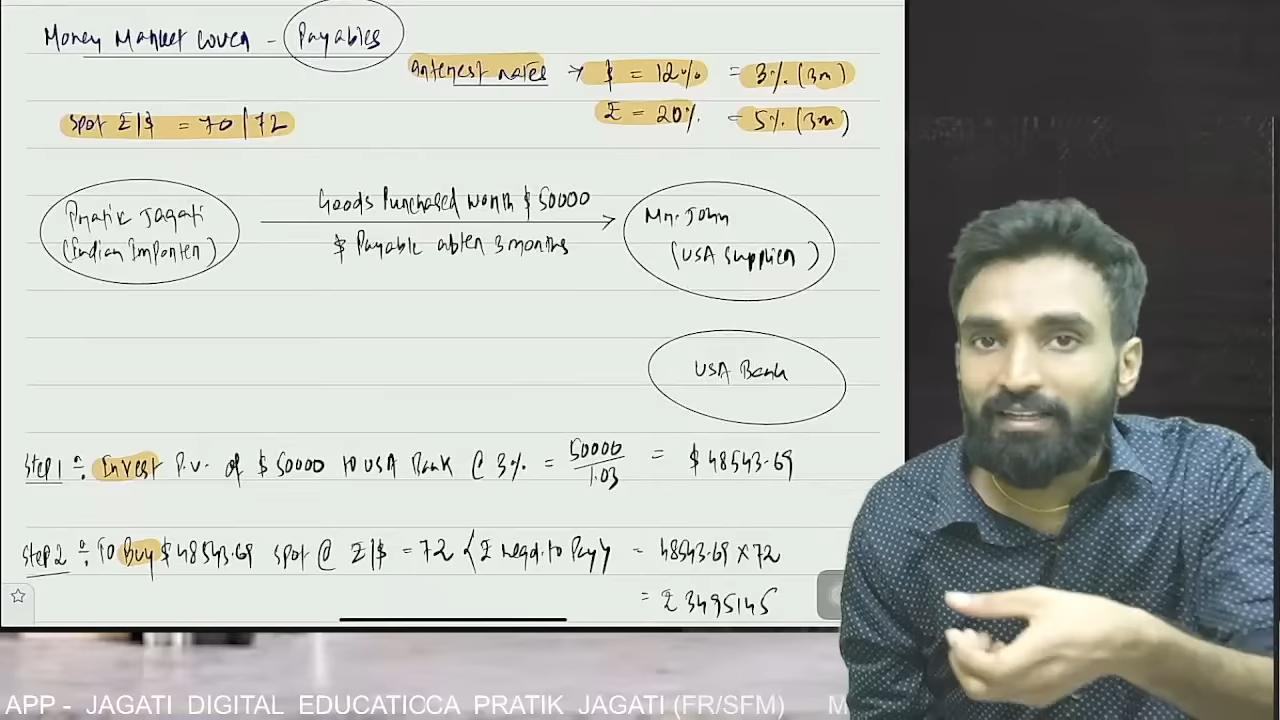 Money Market cover - Payables
Interest rates → $ = 12% = 3% (3m)
₹ = 20% = 5% (3m)
Spot ₹/$ = 70/72
Pratik Jagati
(Indian Importer)
Goods Purchased worth $50000
$ Payable after 3 months
Mr. John
(USA Supplier)
USA Bank
Step 1 :- Invest P.V. of $50000 to USA Bank @ 3% = 50000/1.03 = $48543.69
Step 2 :- To Buy $48543.69 spot @ ₹/$ = 72 {₹ reqd. to Pay} = 48543.69 × 72
= ₹3495145
APP - JAGATI DIGITAL EDUCATICCA PRATIK JAGATI (FR/SFM) M